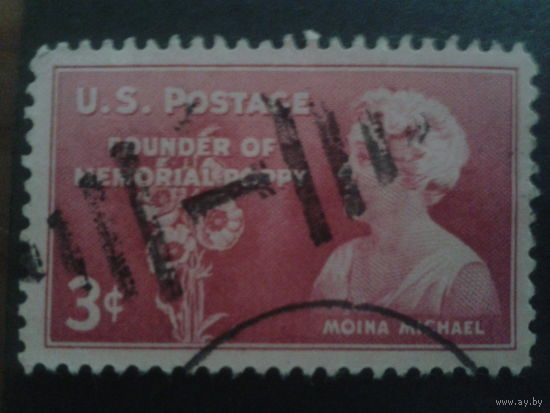 U.S. POSTAGE
FOUNDER OF
MEMORIAL POPPY
3¢
MOINA MICHAEL
www.ay.by